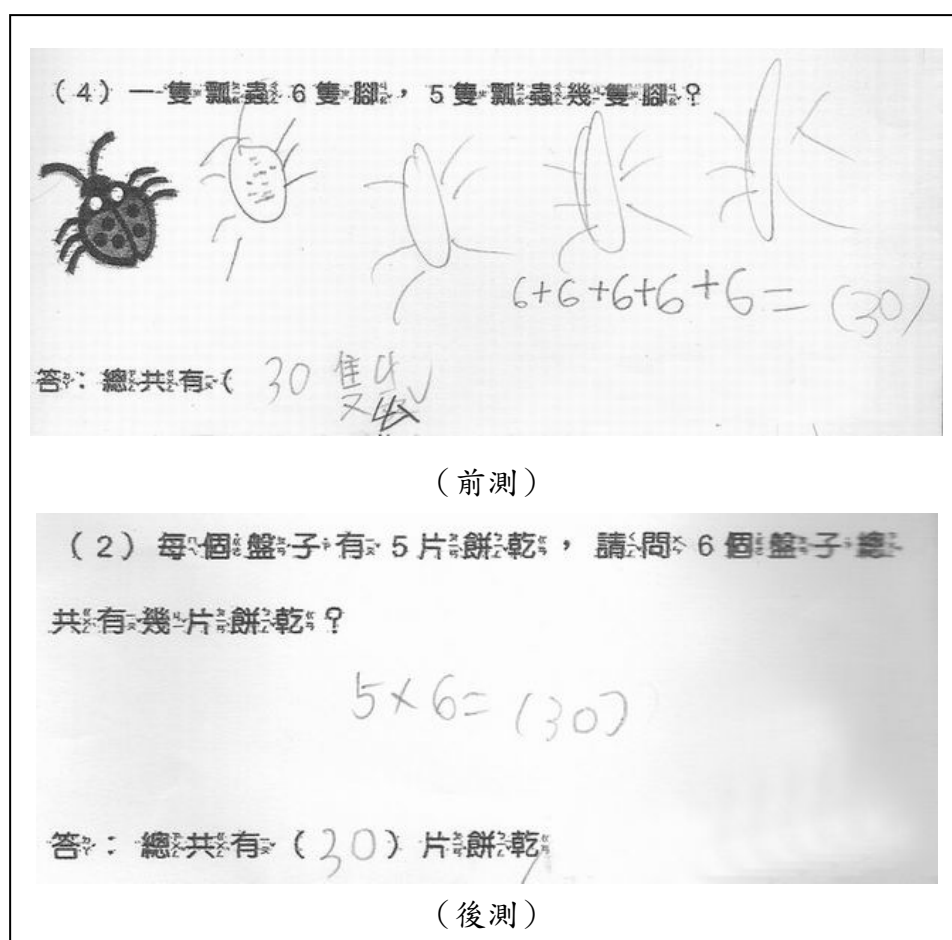 （4）一隻瓢蟲 6 隻腳，5 隻瓢蟲幾隻腳？
6+6+6+6+6=(30)
答：總共有( 30 隻
（前測）
（2）每個盤子有 5 片餅乾，請問 6 個盤子總
共有幾片餅乾？
5×6=(30)
答：總共有（30）片餅乾
（後測）